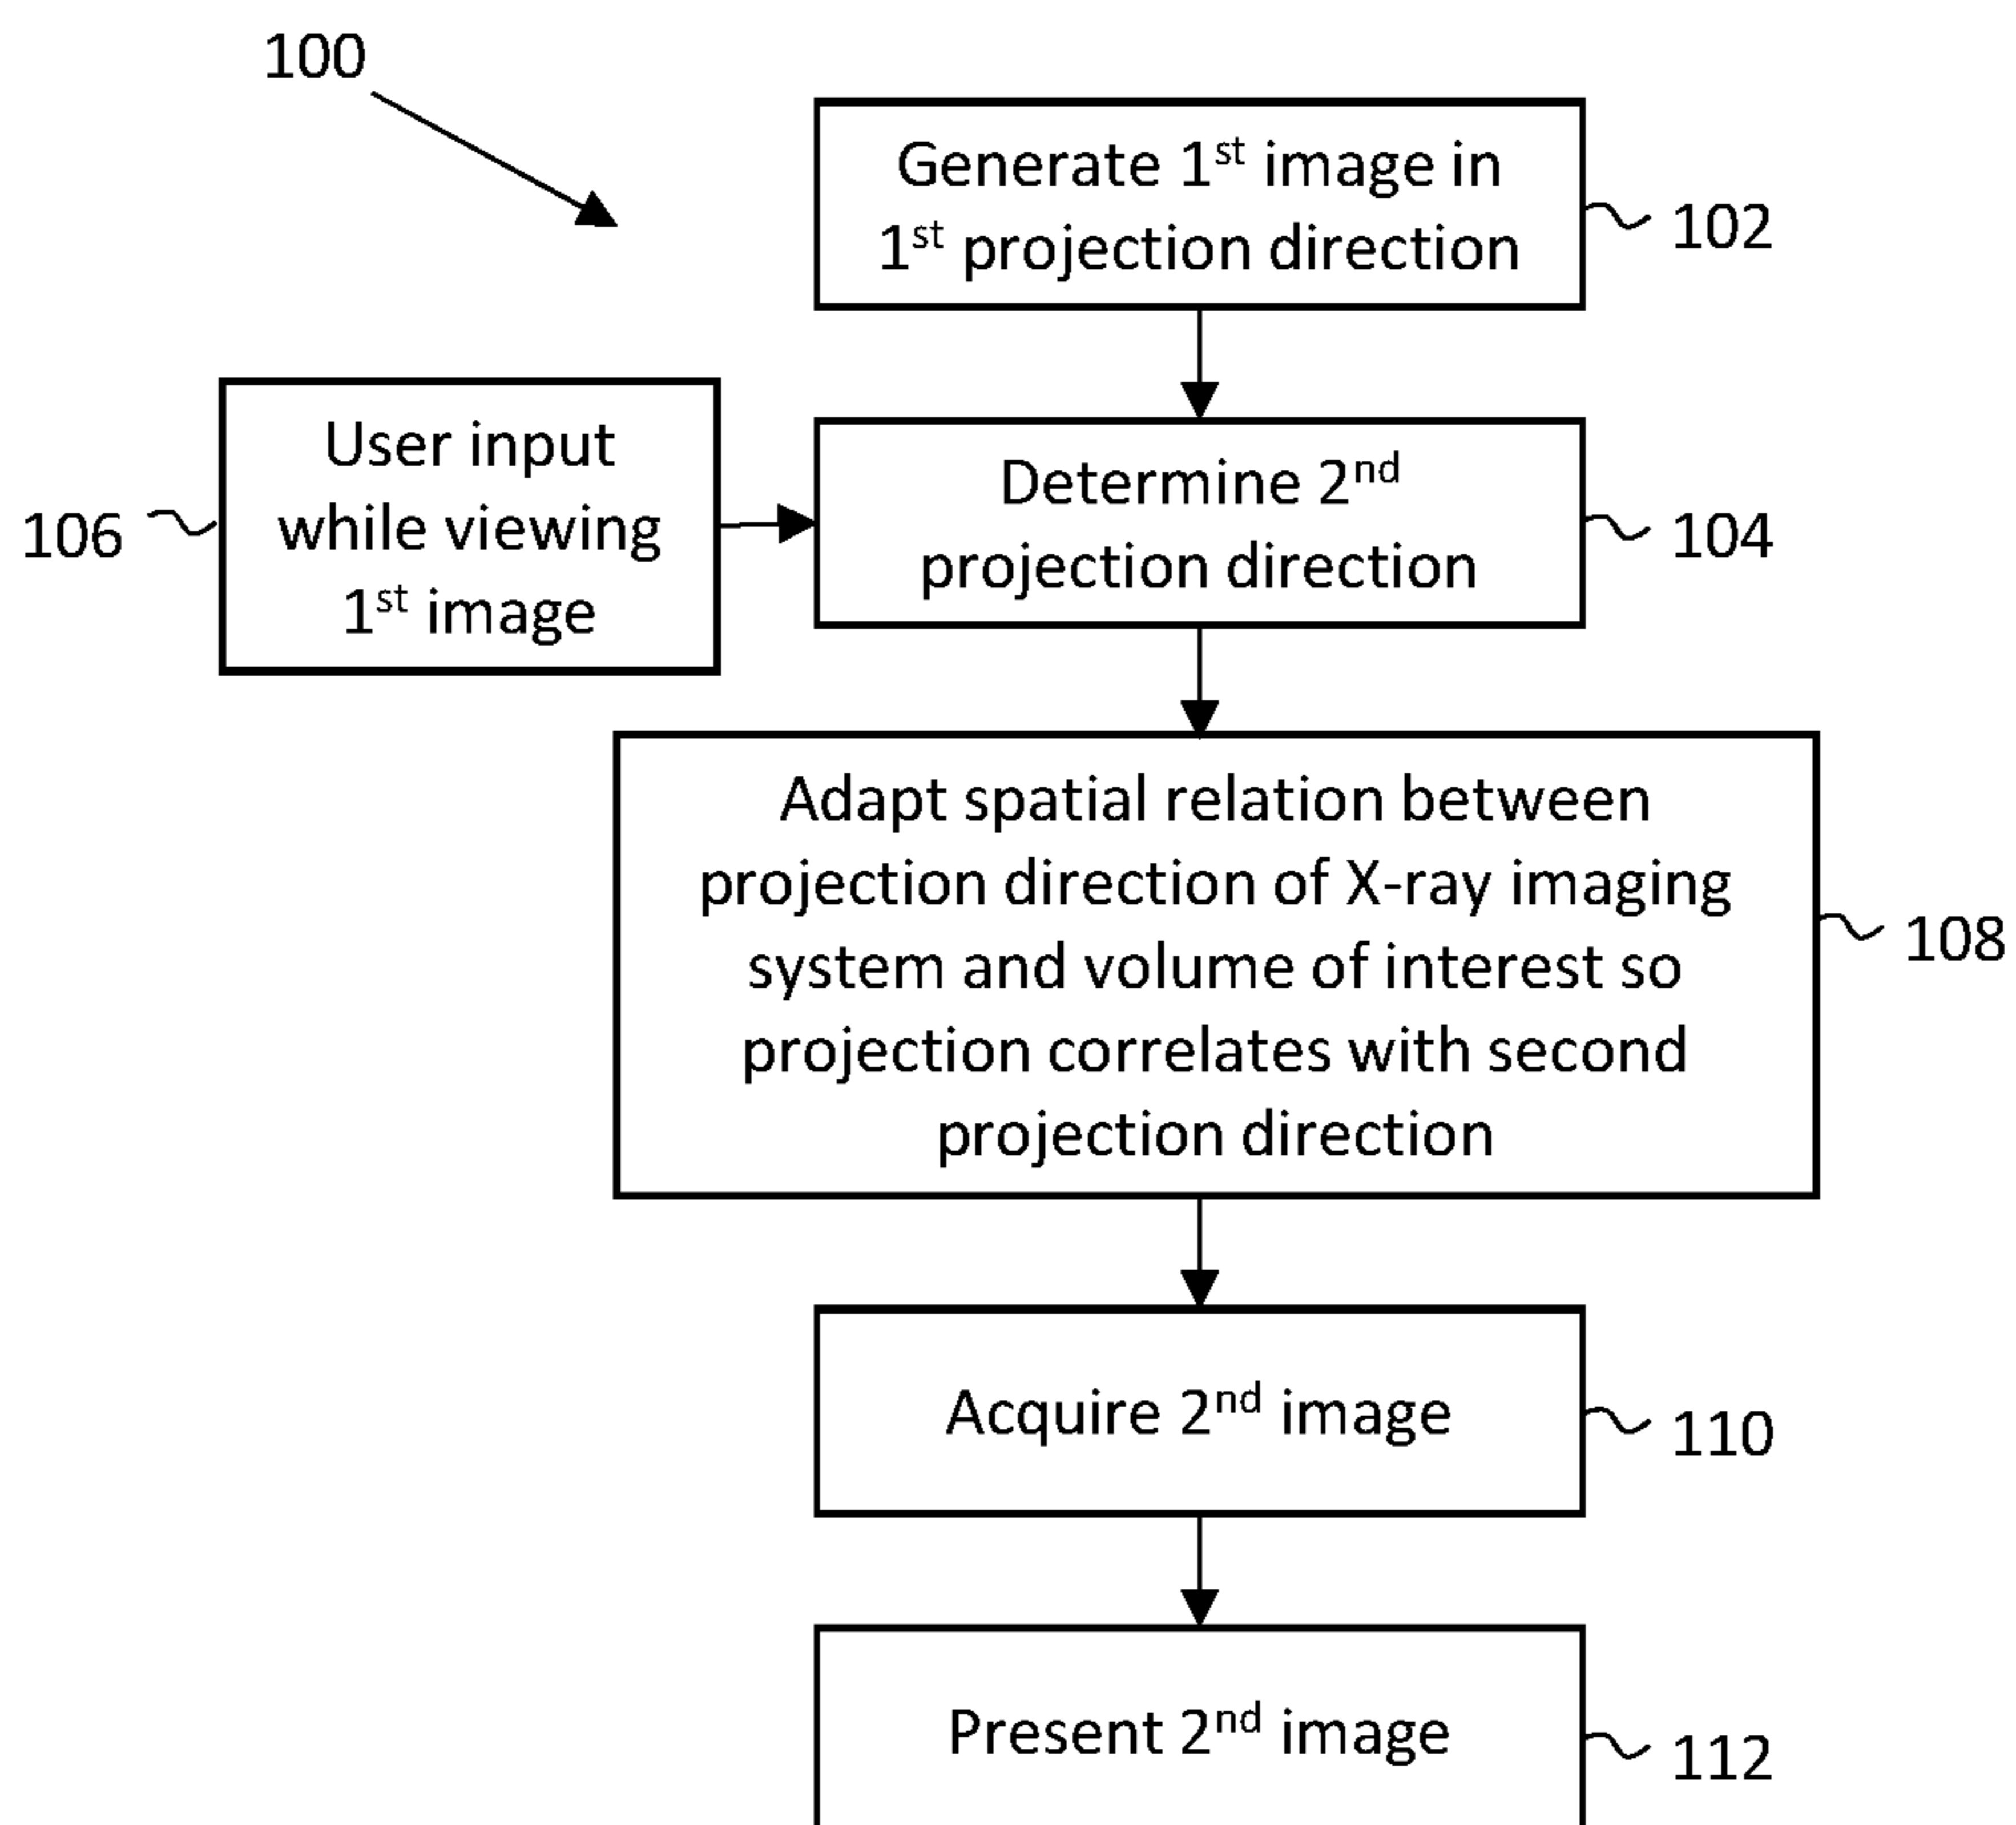 100
Generate 1st image in
1st projection direction
102
User input
while viewing
1st image
106
Determine 2nd
projection direction
104
Adapt spatial relation between
projection direction of X-ray imaging
system and volume of interest so
projection correlates with second
projection direction
108
Acquire 2nd image
110
Present 2nd image
112